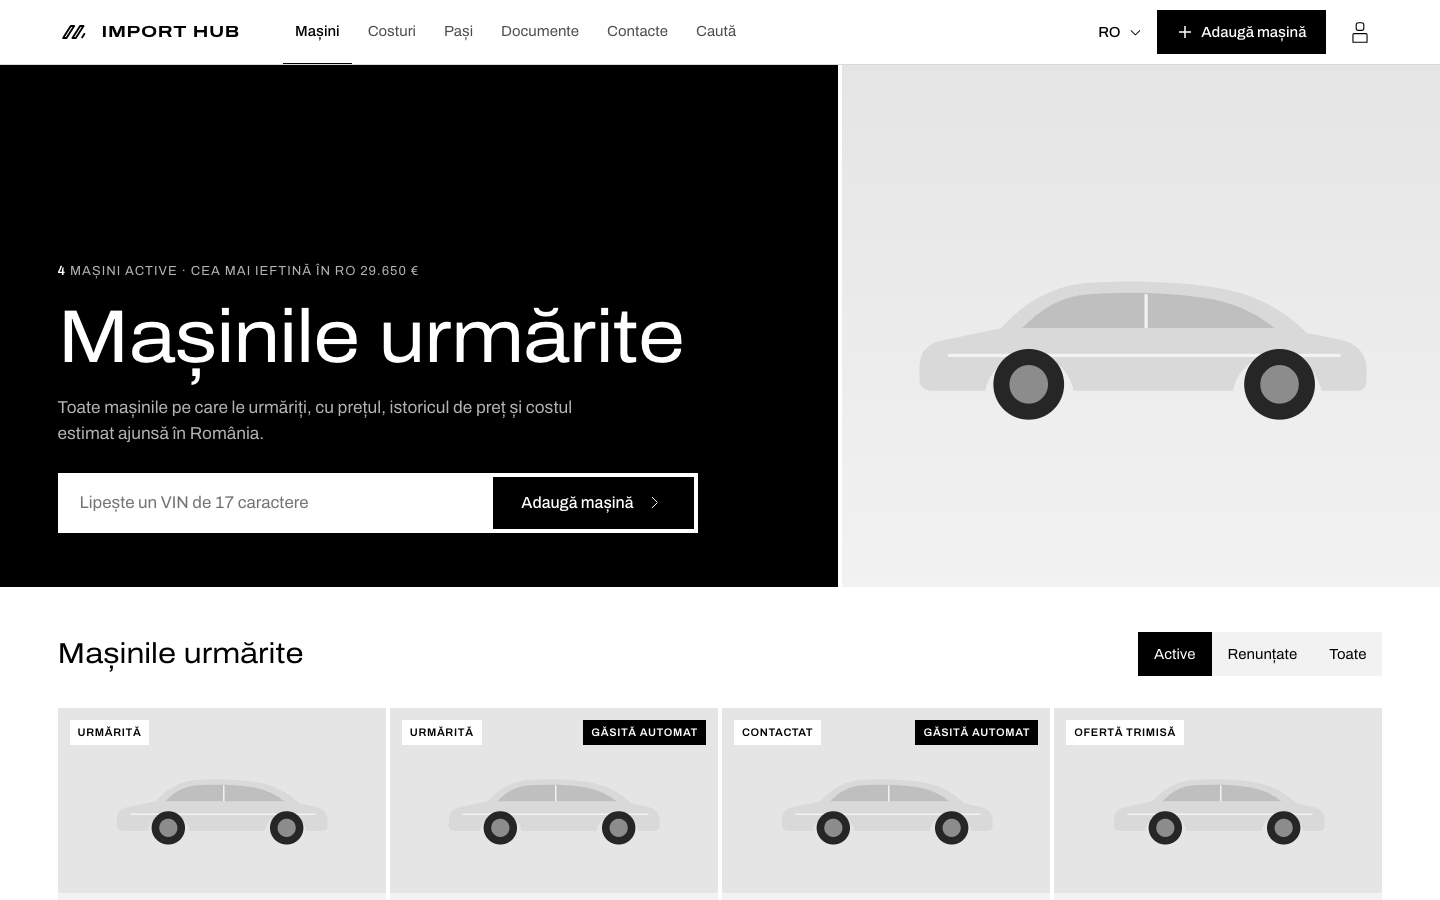 IMPORT HUB
Mașini
Costuri
Pași
Documente
Contacte
Caută
RO
Adaugă mașină
4 MAȘINI ACTIVE · CEA MAI IEFTINĂ ÎN RO 29.650 €
Mașinile urmărite
Toate mașinile pe care le urmăriți, cu prețul, istoricul de preț și costul
estimat ajunsă în România.
Lipește un VIN de 17 caractere
Adaugă mașină
Mașinile urmărite
Active
Renunțate
Toate
URMĂRITĂ
URMĂRITĂ
GĂSITĂ AUTOMAT
CONTACTAT
GĂSITĂ AUTOMAT
OFERTĂ TRIMISĂ